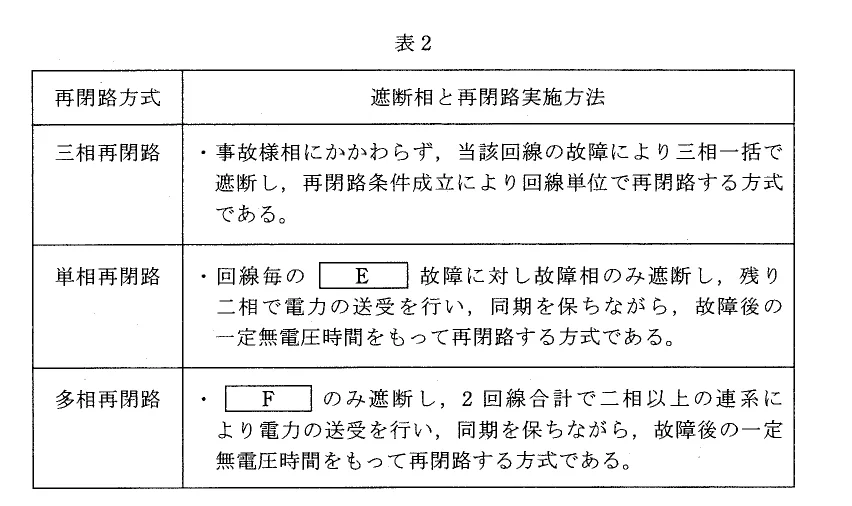 表2
再閉路方式 遮断相と再閉路実施方法
三相再閉路 ・事故様相にかかわらず，当該回線の故障により三相一括で
遮断し，再閉路条件成立により回線単位で再閉路する方式
である。
単相再閉路 ・回線毎の E 故障に対し故障相のみ遮断し，残り
二相で電力の送受を行い，同期を保ちながら，故障後の
一定無電圧時間をもって再閉路する方式である。
多相再閉路 ・ F のみ遮断し，2回線合計で二相以上の連系に
より電力の送受を行い，同期を保ちながら，故障後の一定
無電圧時間をもって再閉路する方式である。